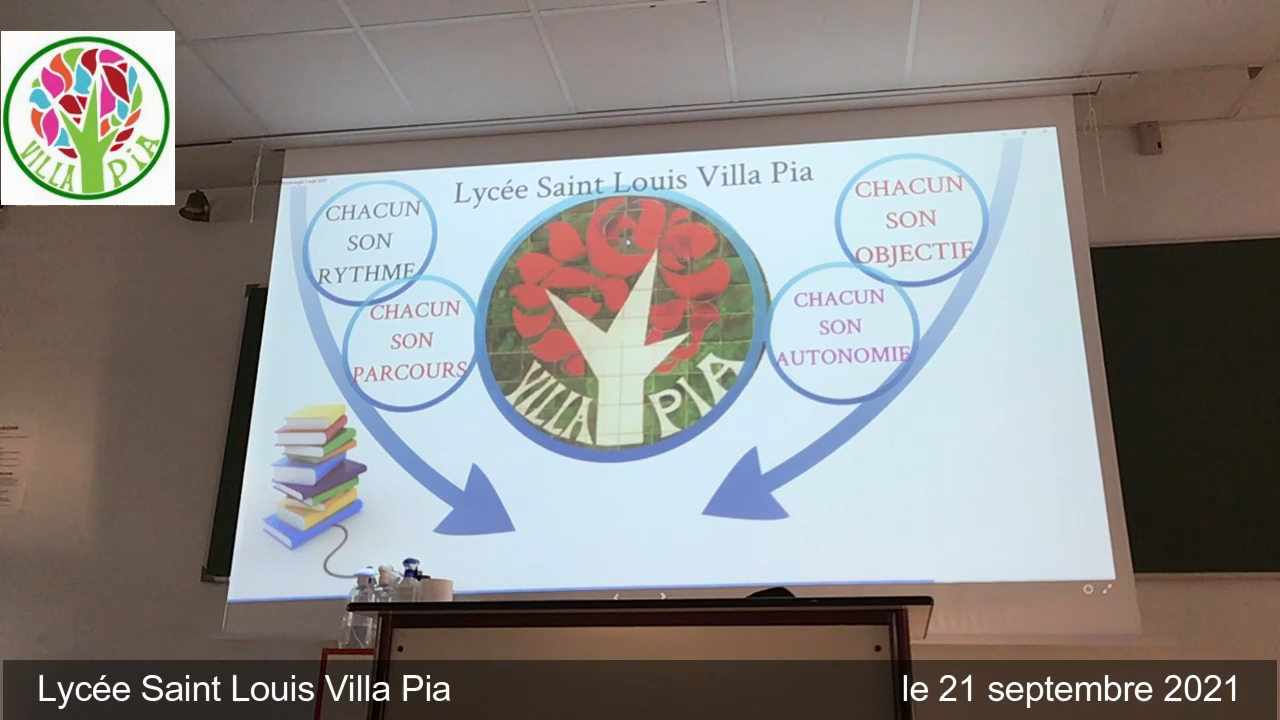 VILLA PIA
Lycée Saint Louis Villa Pia
CHACUN
SON
RYTHME
CHACUN
SON
PARCOURS
VILLA PIA
CHACUN
SON
OBJECTIF
CHACUN
SON
AUTONOMIE
Lycée Saint Louis Villa Pia
le 21 septembre 2021